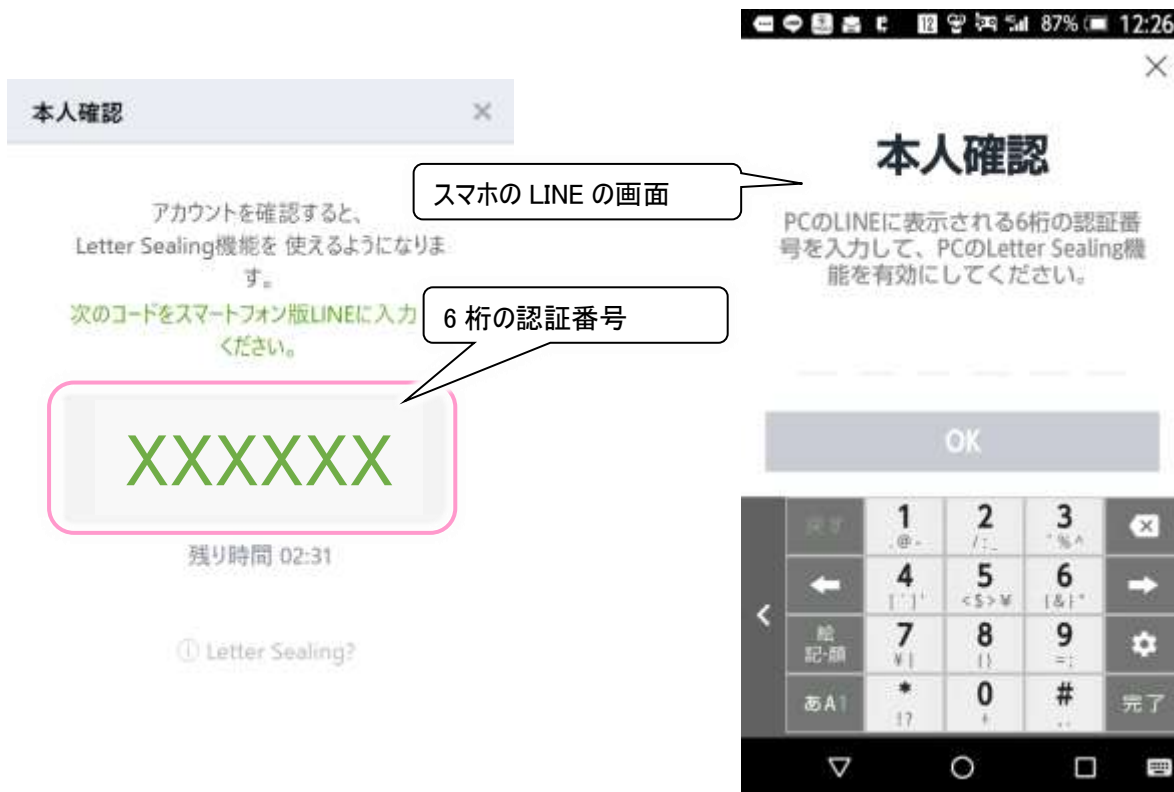 12 87% 12:26
本人確認
アカウントを確認すると、
Letter Sealing機能を 使えるようになりま
す。
次のコードをスマートフォン版LINEに入力
ください。
XXXXXX
残り時間 02:31
Letter Sealing?
スマホの LINE の画面
6 桁の認証番号
本人確認
PCのLINEに表示される6桁の認証番
号を入力して、PCのLetter Sealing機
能を有効にしてください。
OK
戻す 1 2 3
4 5 6
絵
記・顔 7 8 9
あA1 * 0 # 完了